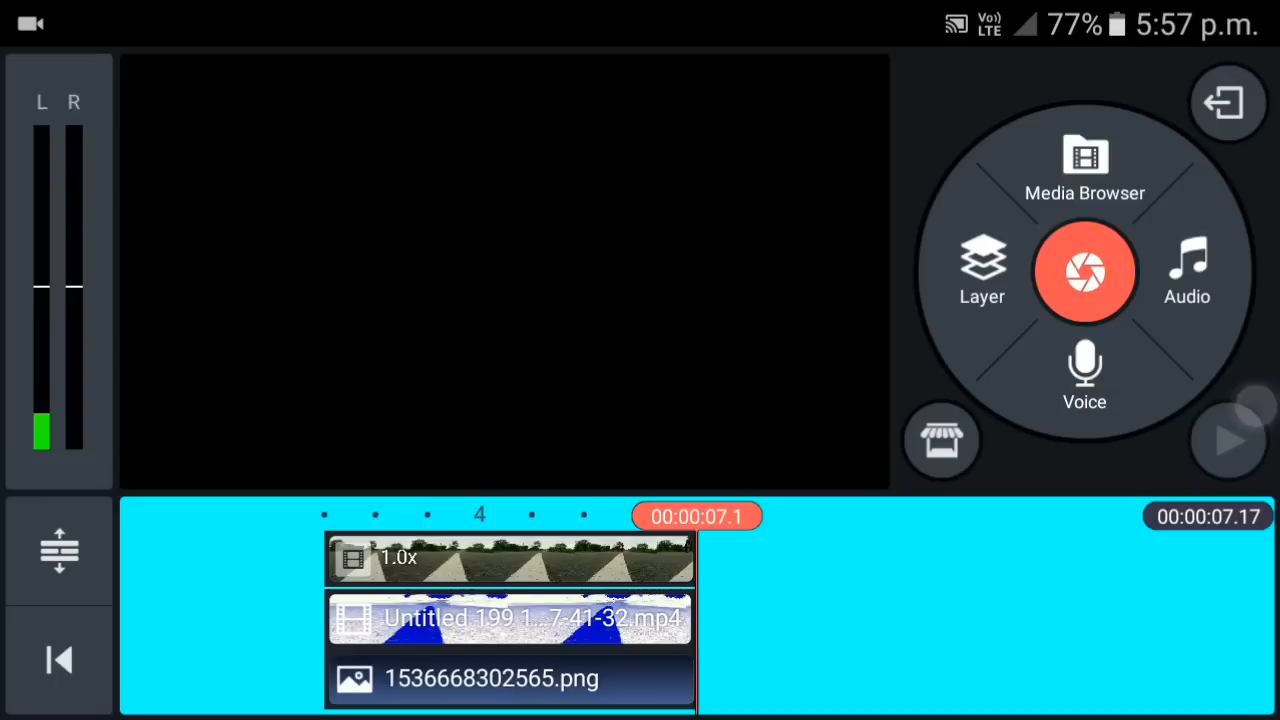 Vo) LTE 77% 5:57 p.m.
L R
Media Browser
Layer
Audio
Voice
4
00:00:07.1
00:00:07.17
1.0x
Untitled 199 1...7-41-32.mp4
1536668302565.png